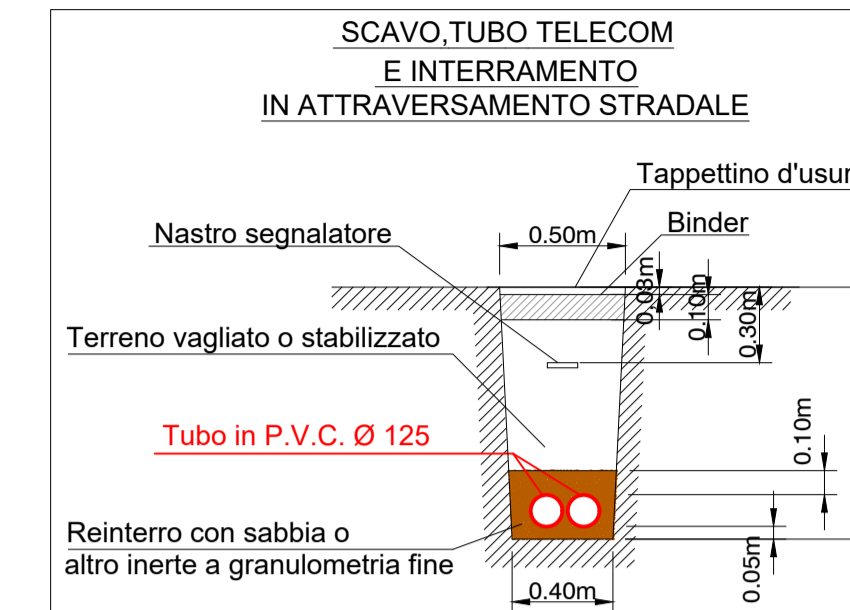 SCAVO,TUBO TELECOM
E INTERRAMENTO
IN ATTRAVERSAMENTO STRADALE
Tappettino d'usur
Nastro segnalatore
0.50m
Binder
0,03m
0.10m
0.30m
Terreno vagliato o stabilizzato
Tubo in P.V.C. Ø 125
0.10m
Reinterro con sabbia o
altro inerte a granulometria fine
0.05m
0.40m